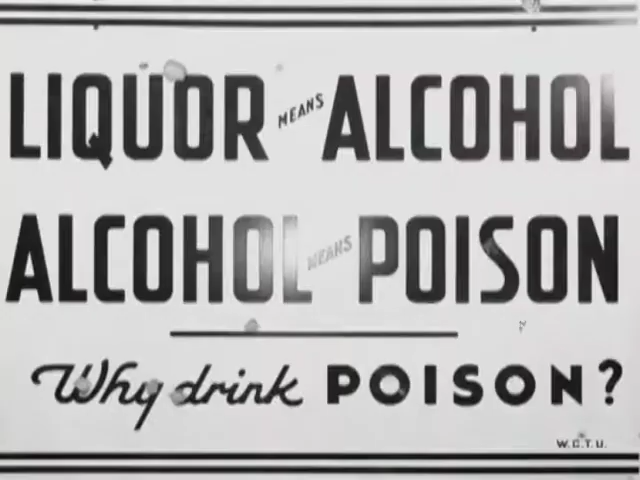 LIQUOR MEANS ALCOHOL
ALCOHOL MEANS POISON
Why drink POISON?
W.C.T.U.